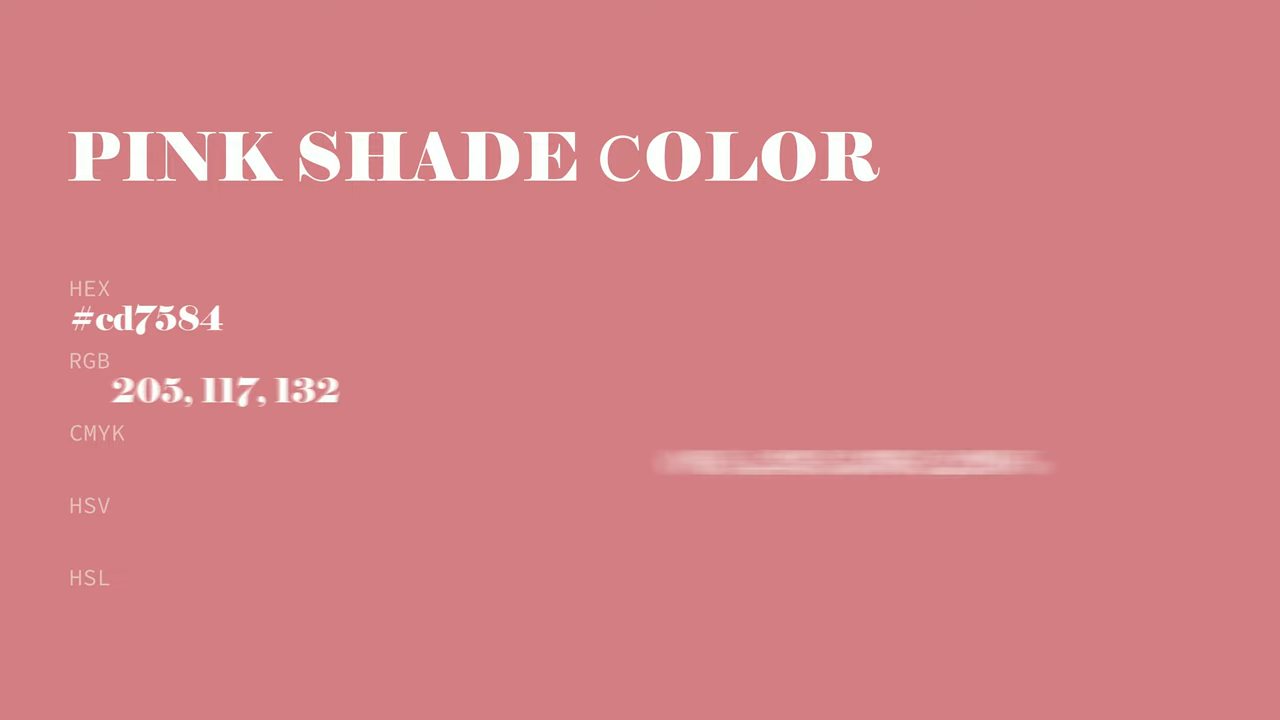 PINK SHADE COLOR
HEX
#cd7584
RGB
205, 117, 132
CMYK
HSV
HSL